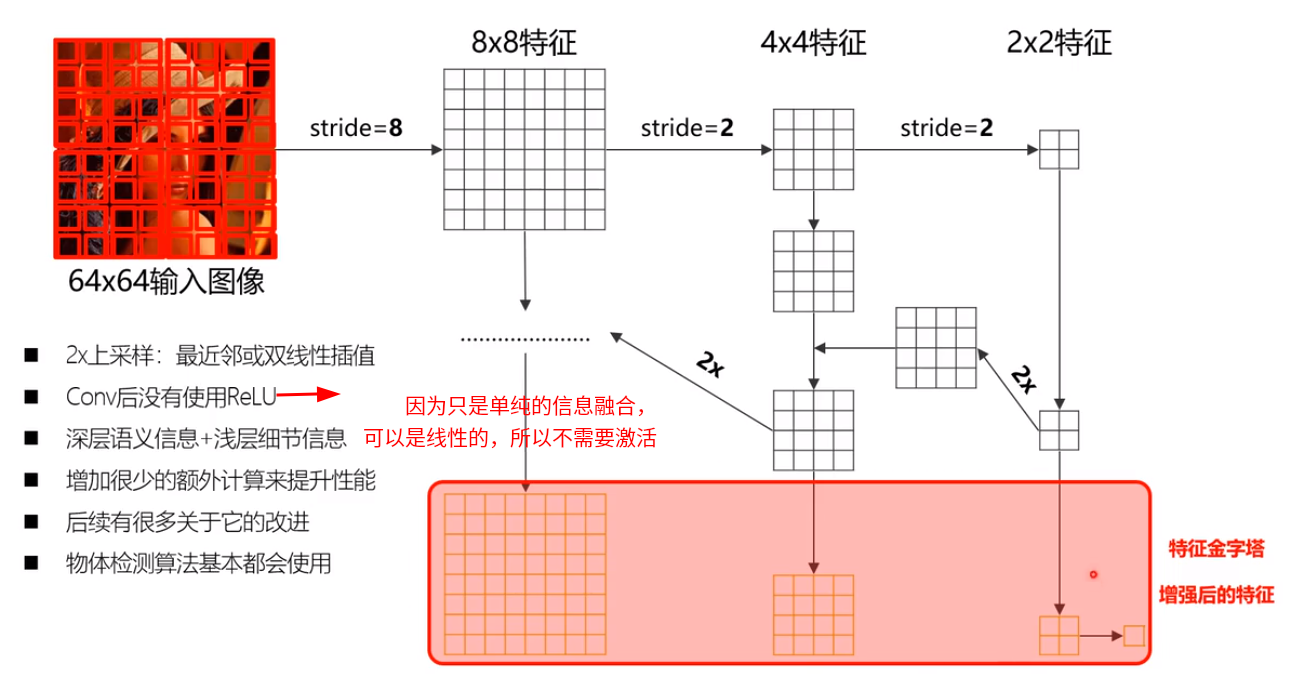 8x8特征
4x4特征
2x2特征
stride=8
stride=2
stride=2
64x64输入图像
2x
2x
■ 2x上采样：最近邻或双线性插值
■ Conv后没有使用ReLU
因为只是单纯的信息融合，
可以是线性的，所以不需要激活
■ 深层语义信息+浅层细节信息
■ 增加很少的额外计算来提升性能
■ 后续有很多关于它的改进
■ 物体检测算法基本都会使用
特征金字塔
增强后的特征